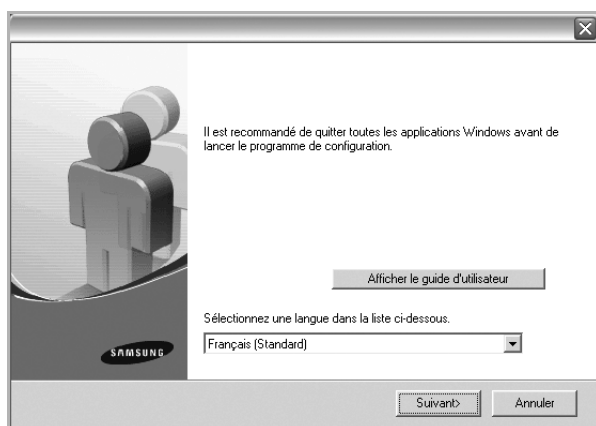 Il est recommandé de quitter toutes les applications Windows avant de
lancer le programme de configuration.
Afficher le guide d'utilisateur
Sélectionnez une langue dans la liste ci-dessous.
Français (Standard)
SAMSUNG
Suivant>
Annuler